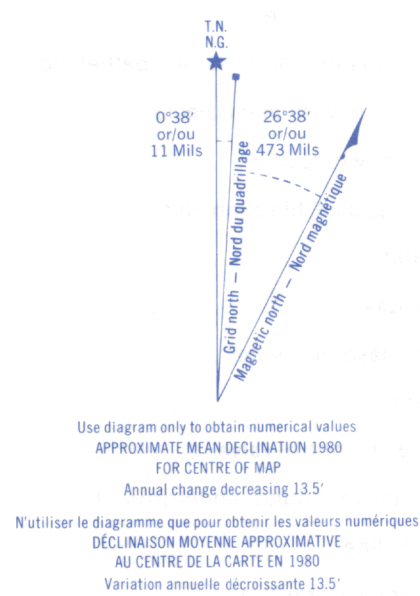 T.N.
N.G.
0°38′
or/ou
11 Mils
26°38′
or/ou
473 Mils
Grid north — Nord du quadrillage
Magnetic north — Nord magnétique
Use diagram only to obtain numerical values
APPROXIMATE MEAN DECLINATION 1980
FOR CENTRE OF MAP
Annual change decreasing 13.5′
N'utiliser le diagramme que pour obtenir les valeurs numériques
DÉCLINAISON MOYENNE APPROXIMATIVE
AU CENTRE DE LA CARTE EN 1980
Variation annuelle décroissante 13.5′